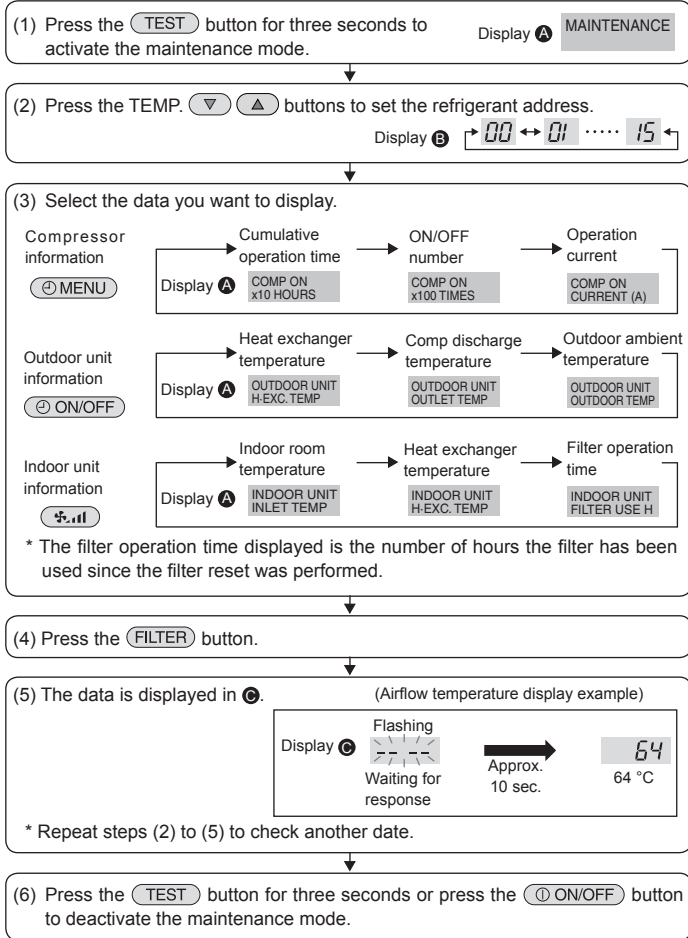 (1) Press the TEST button for three seconds to
activate the maintenance mode.
Display A MAINTENANCE
(2) Press the TEMP. ▼ ▲ buttons to set the refrigerant address.
Display B 00 ↔ 01 ····· 15
(3) Select the data you want to display.
Compressor
information
MENU
Cumulative
operation time
ON/OFF
number
Operation
current
Display A
COMP ON
x10 HOURS
COMP ON
x100 TIMES
COMP ON
CURRENT (A)
Outdoor unit
information
ON/OFF
Heat exchanger
temperature
Comp discharge
temperature
Outdoor ambient
temperature
Display A
OUTDOOR UNIT
H·EXC. TEMP
OUTDOOR UNIT
OUTLET TEMP
OUTDOOR UNIT
OUTDOOR TEMP
Indoor unit
information
Indoor room
temperature
Heat exchanger
temperature
Filter operation
time
Display A
INDOOR UNIT
INLET TEMP
INDOOR UNIT
H·EXC. TEMP
INDOOR UNIT
FILTER USE H
* The filter operation time displayed is the number of hours the filter has been
used since the filter reset was performed.
(4) Press the FILTER button.
(5) The data is displayed in C.
(Airflow temperature display example)
Display C
Flashing
-- --
Waiting for
response
Approx.
10 sec.
64
64 °C
* Repeat steps (2) to (5) to check another date.
(6) Press the TEST button for three seconds or press the ON/OFF button
to deactivate the maintenance mode.